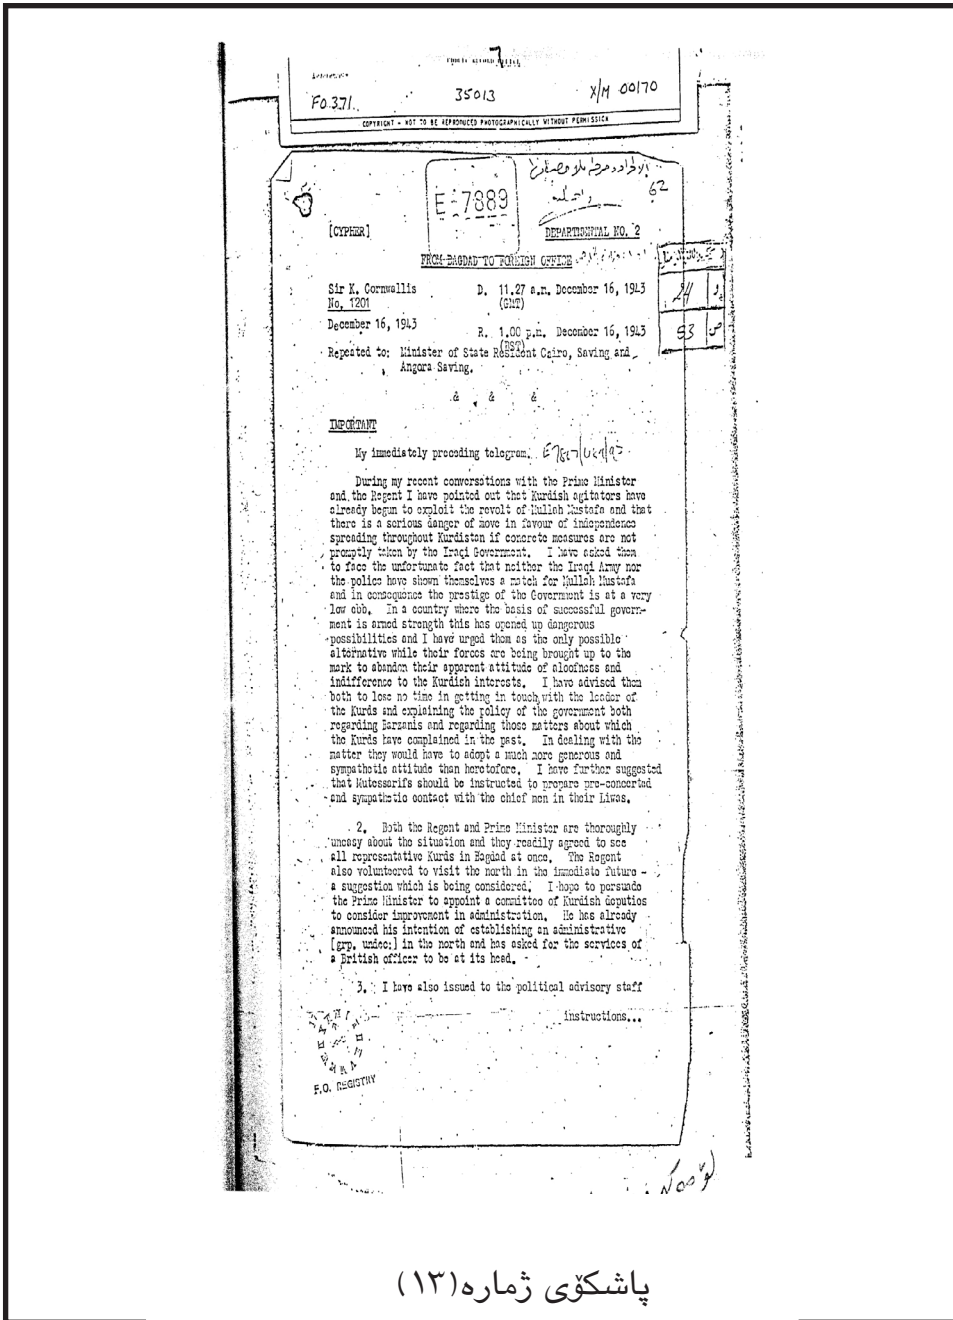 PUBLIC RECORD OFFICE
Reference
FO 371 35013 X/M 00170
COPYRIGHT - NOT TO BE REPRODUCED PHOTOGRAPHICALLY WITHOUT PERMISSION
62
E-7889
[CYPHER] DEPARTMENTAL NO. 2
FROM BAGDAD TO FOREIGN OFFICE
Sir K. Cornwallis D. 11.27 a.m. December 16, 1943
No. 1201 (GMT)
December 16, 1943
R. 1.00 p.m. December 16, 1943
(BST)
Repeated to: Minister of State Resident Cairo, Saving and
Angora Saving.
& & &
24
53 ص
IMPORTANT
My immediately preceding telegram.
During my recent conversations with the Prime Minister
and the Regent I have pointed out that Kurdish agitators have
already begun to exploit the revolt of Mullah Mustafa and that
there is a serious danger of move in favour of independence
spreading throughout Kurdistan if concrete measures are not
promptly taken by the Iraqi Government. I have asked them
to face the unfortunate fact that neither the Iraqi Army nor
the police have shown themselves a match for Mullah Mustafa
and in consequence the prestige of the Government is at a very
low ebb. In a country where the basis of successful govern-
ment is armed strength this has opened up dangerous
possibilities and I have urged them as the only possible
alternative while their forces are being brought up to the
mark to abandon their apparent attitude of aloofness and
indifference to the Kurdish interests. I have advised them
both to lose no time in getting in touch with the leader of
the Kurds and explaining the policy of the government both
regarding Barzanis and regarding those matters about which
the Kurds have complained in the past. In dealing with the
matter they would have to adopt a much more generous and
sympathetic attitude than heretofore. I have further suggested
that Mutessarifs should be instructed to prepare pre-concerted
and sympathetic contact with the chief men in their Liwas.
2. Both the Regent and Prime Minister are thoroughly
uneasy about the situation and they readily agreed to see
all representative Kurds in Bagdad at once. The Regent
also volunteered to visit the north in the immediate future -
a suggestion which is being considered. I hope to persuade
the Prime Minister to appoint a committee of Kurdish deputies
to consider improvement in administration. He has already
announced his intention of establishing an administrative
[grp. undec:] in the north and has asked for the services of
a British officer to be at its head.
3. I have also issued to the political advisory staff
instructions...
F.O. REGISTRY
پاشکۆی ژمارە(١٣)